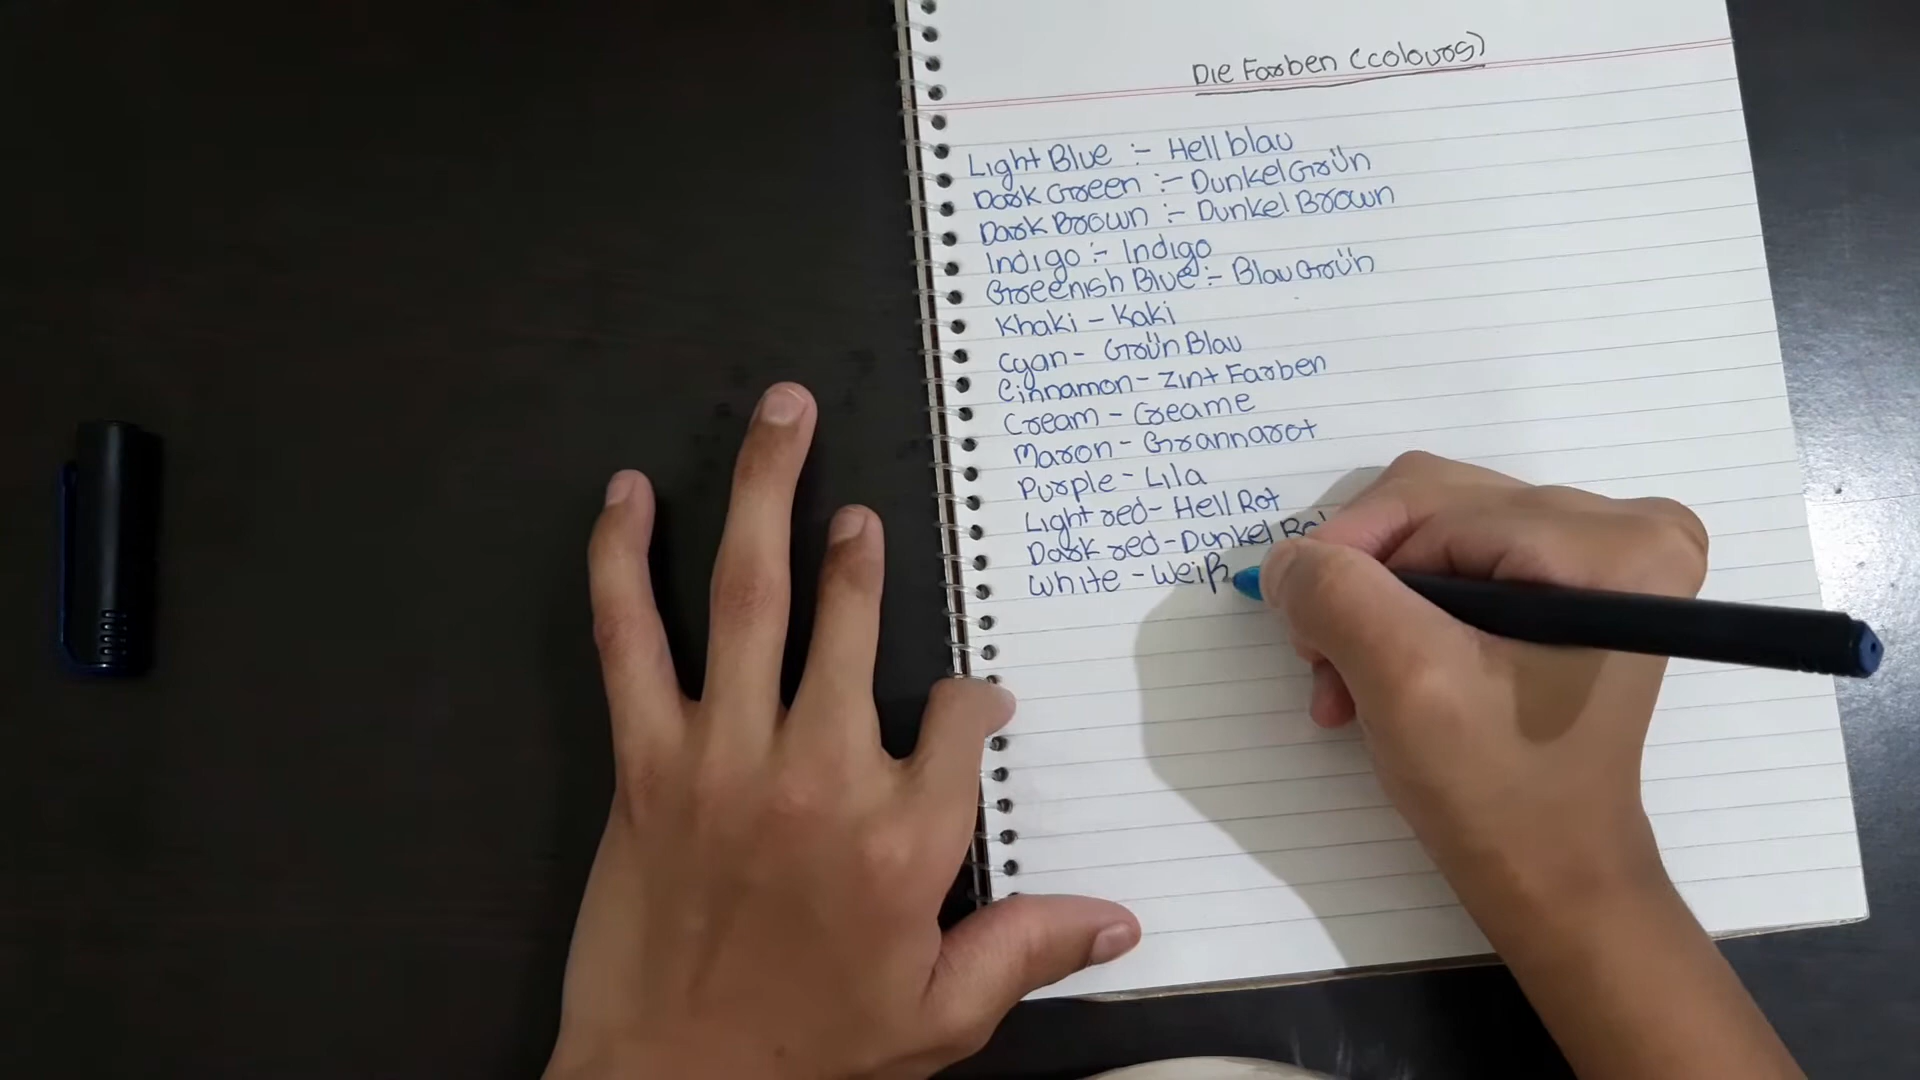 Die Farben (colours)
Light Blue :- Hell blau
Dark Green :- Dunkel Grün
Dark Brown :- Dunkel Brown
Indigo :- Indigo
Greenish Blue :- Blau Grün
Khaki - Kaki
Cyan - Grün Blau
Cinnamon - Zint Farben
Cream - Creame
Maron - Grannarot
Purple - Lila
Light red - Hell Rot
Dark red - Dunkel
White - Weiß